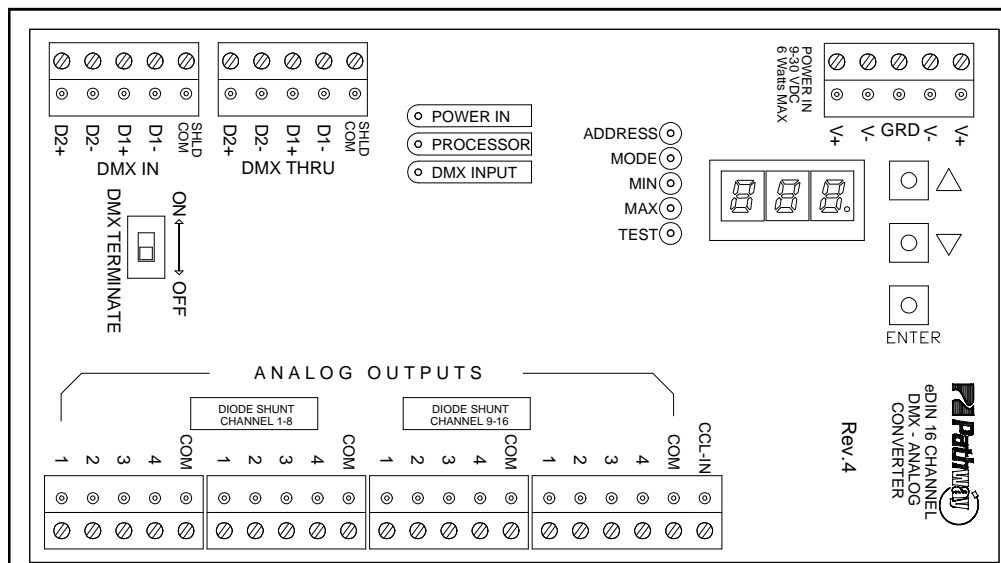 D2+ D2- D1+ D1- SHLD COM
DMX IN
D2+ D2- D1+ D1- SHLD COM
DMX THRU
POWER IN
PROCESSOR
DMX INPUT
ADDRESS
MODE
MIN
MAX
TEST
8 8 8.
POWER IN
9-30 VDC
6 Watts MAX
V+ V- GRD V- V+
DMX TERMINATE
ON
OFF
ENTER
ANALOG OUTPUTS
DIODE SHUNT
CHANNEL 1-8
DIODE SHUNT
CHANNEL 9-16
1 2 3 4 COM
1 2 3 4 COM
1 2 3 4 COM
1 2 3 4 COM CCL-IN
Rev.4
Pathway
eDIN 16 CHANNEL
DMX - ANALOG
CONVERTER